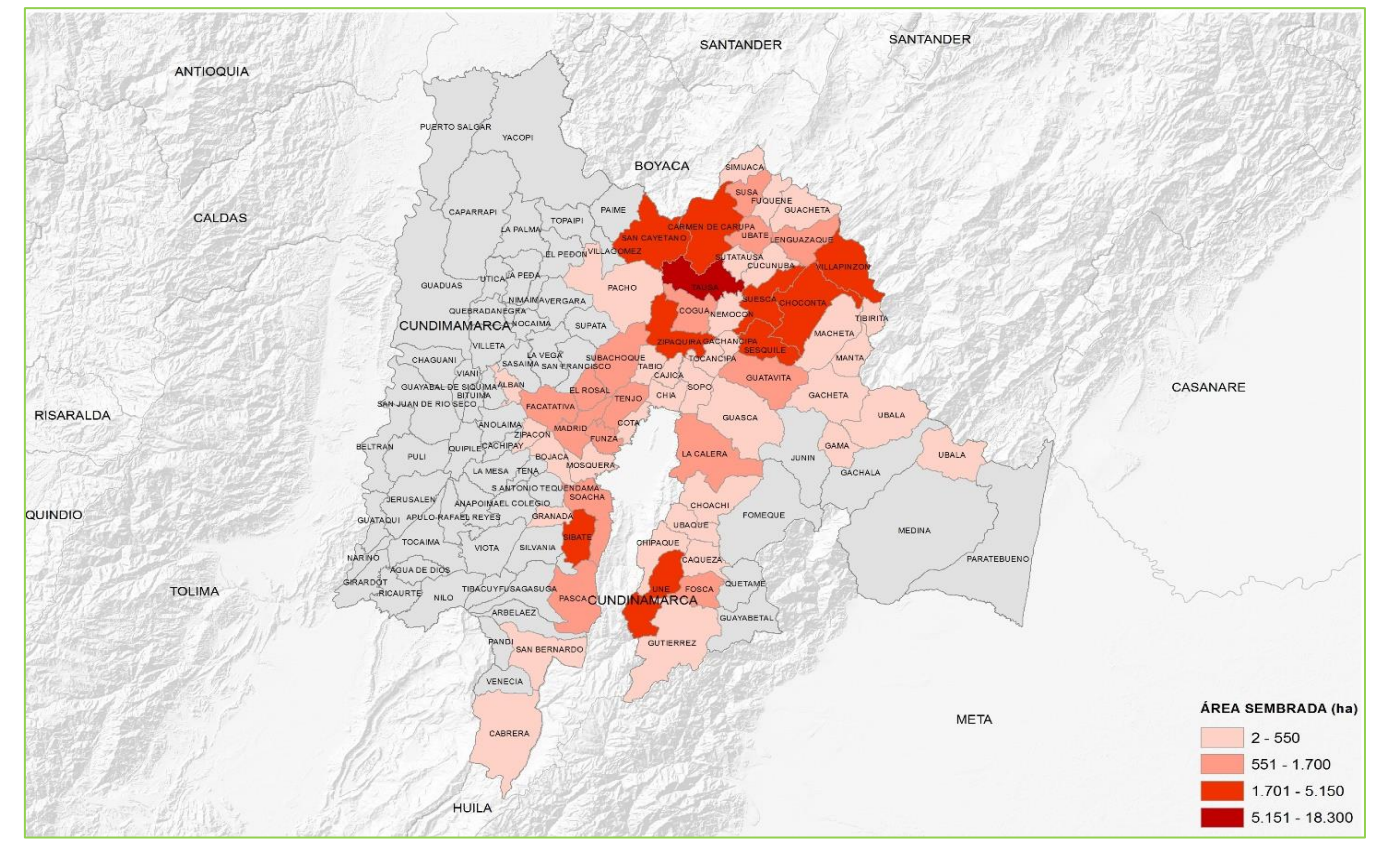 SANTANDER
SANTANDER
ANTIOQUIA
PUERTO SALGAR
YACOPI
BOYACA
SIMIJACA
SUSA
FUQUENE
GUACHETA
CALDAS
CAPARRAPI
TOPAIPI
PAIME
LA PALMA
CARMEN DE CARUPA
SAN CAYETANO
UBATE
LENGUAZAQUE
EL PEÐON
VILLAGOMEZ
SUTATAUSA
CUCUNUBA
VILLAPINZON
UTICA
LA PEÐA
GUADUAS
PACHO
TAUSA
NIMAIMA
VERGARA
SUESCA
CHOCONTA
QUEBRADANEGRA
COGUA
NEMOCON
TIBIRITA
CUNDIMAMARCA
NOCAIMA
SUPATA
MACHETA
VILLETA
ZIPAQUIRA
GACHANCIPA
SESQUILE
CHAGUANI
LA VEGA
SASAIMA
SAN FRANCISCO
SUBACHOQUE
TABIO
TOCANCIPA
MANTA
VIANI
CAJICA
GUATAVITA
CASANARE
GUAYABAL DE SIQUIMA
ALBAN
BITUIMA
EL ROSAL
TENJO
CHIA
SOPO
GACHETA
SAN JUAN DE RIO SECO
FACATATIVA
RISARALDA
UBALA
GUASCA
ANOLAIMA
ZIPACON
MADRID
COTA
FUNZA
BELTRAN
PULI
QUIPILE
CACHIPAY
GAMA
LA CALERA
UBALA
BOJACA
MOSQUERA
JUNIN
LA MESA
TENA
GACHALA
S ANTONIO TEQUENDAMA
SOACHA
JERUSALEN
ANAPOIMA
EL COLEGIO
CHOACHI
QUINDIO
GUATAQUI
APULO-RAFAEL REYES
GRANADA
FOMEQUE
UBAQUE
MEDINA
TOCAIMA
VIOTA
SILVANIA
SIBATE
CHIPAQUE
NARIÑO
CAQUEZA
PARATEBUENO
AGUA DE DIOS
GIRARDOT
QUETAME
TOLIMA
RICAURTE
NILO
TIBACUY
FUSAGASUGA
PASCA
UNE
FOSCA
CUNDINAMARCA
ARBELAEZ
GUAYABETAL
PANDI
SAN BERNARDO
GUTIERREZ
VENECIA
META
CABRERA
HUILA
ÁREA SEMBRADA (ha)
2 - 550
551 - 1.700
1.701 - 5.150
5.151 - 18.300